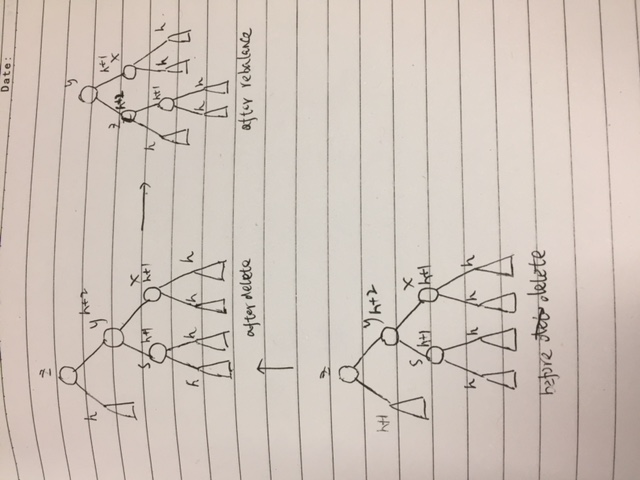 Date:
z
h
y h+2
s h+1
x h+1
h h h h
after delete
y
z h+2
h+1
x
h
h+1
h h
h h
after rebalance
z
h+1
y h+2
s h+1
x h+1
h h h h
before delete